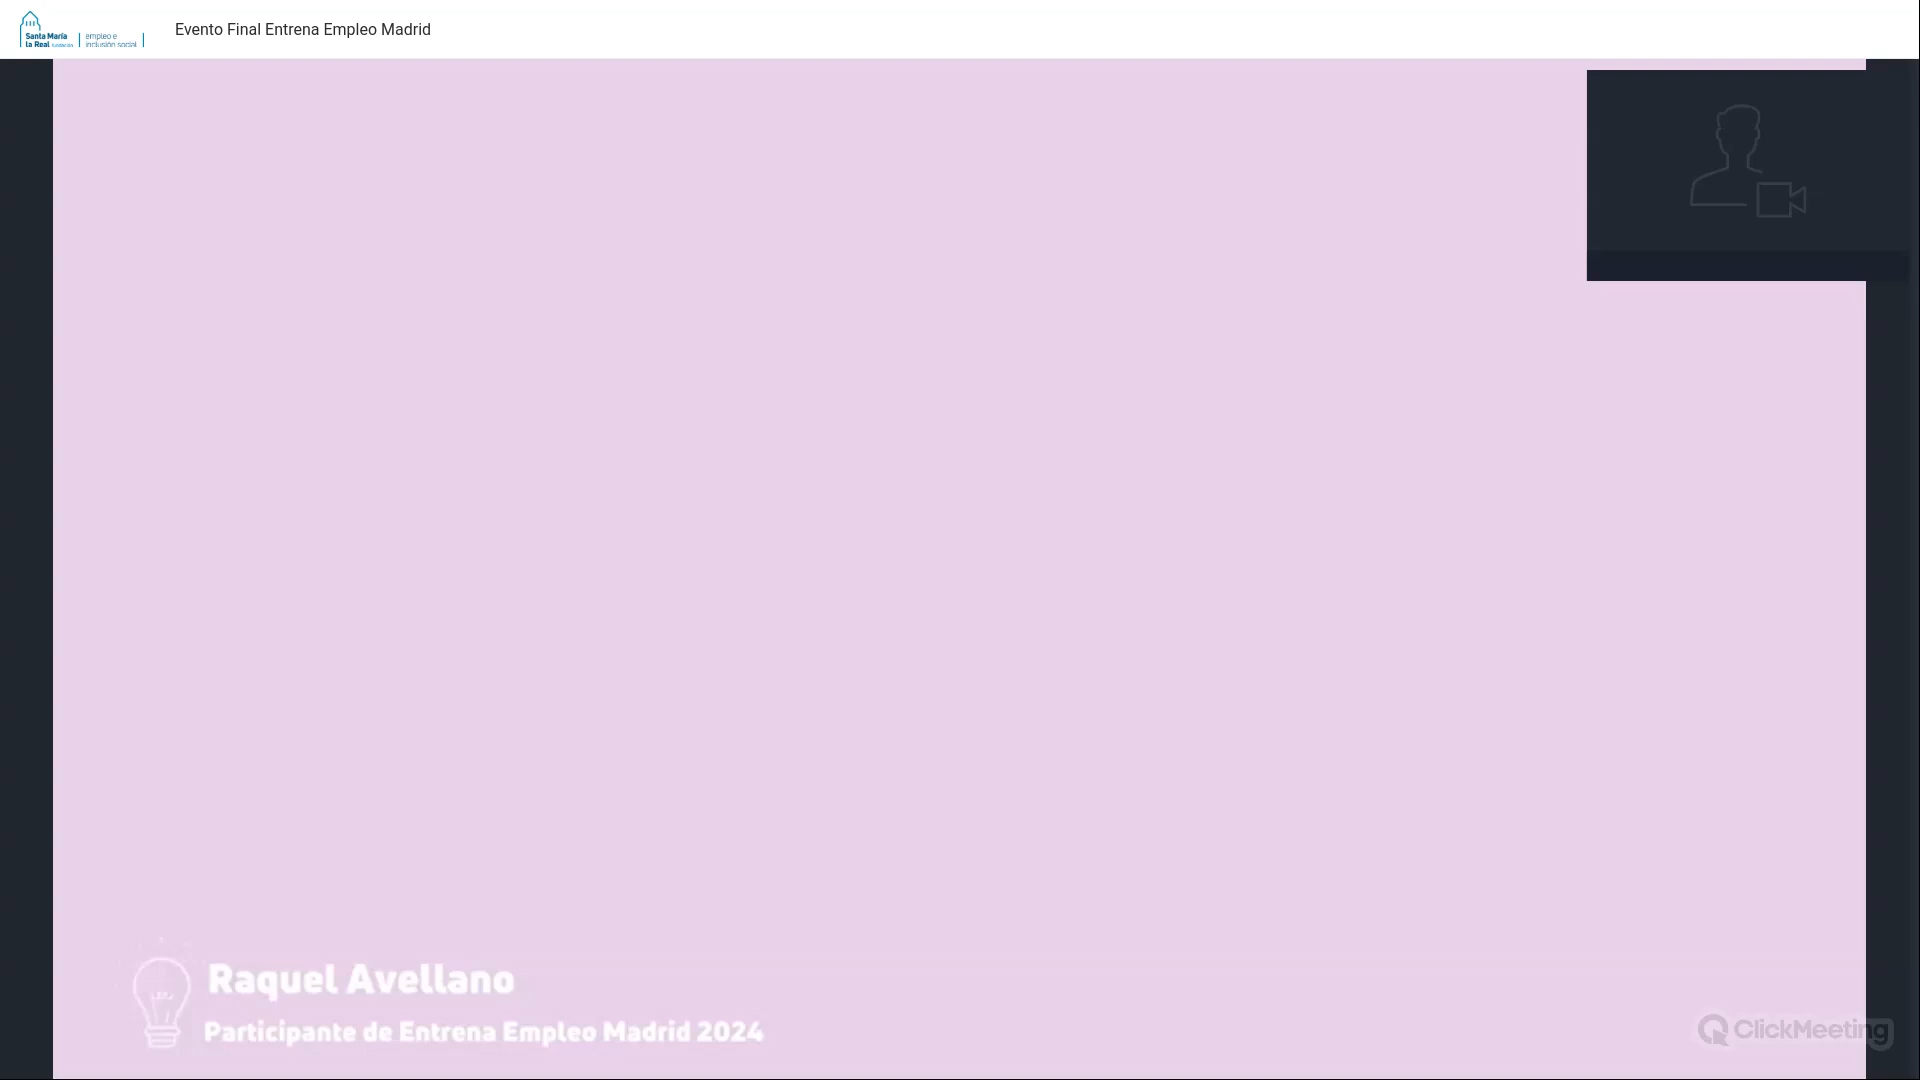 Santa María
la Real fundación
empleo e
inclusión social
Evento Final Entrena Empleo Madrid
Raquel Avellano
Participante de Entrena Empleo Madrid 2024
ClickMeeting